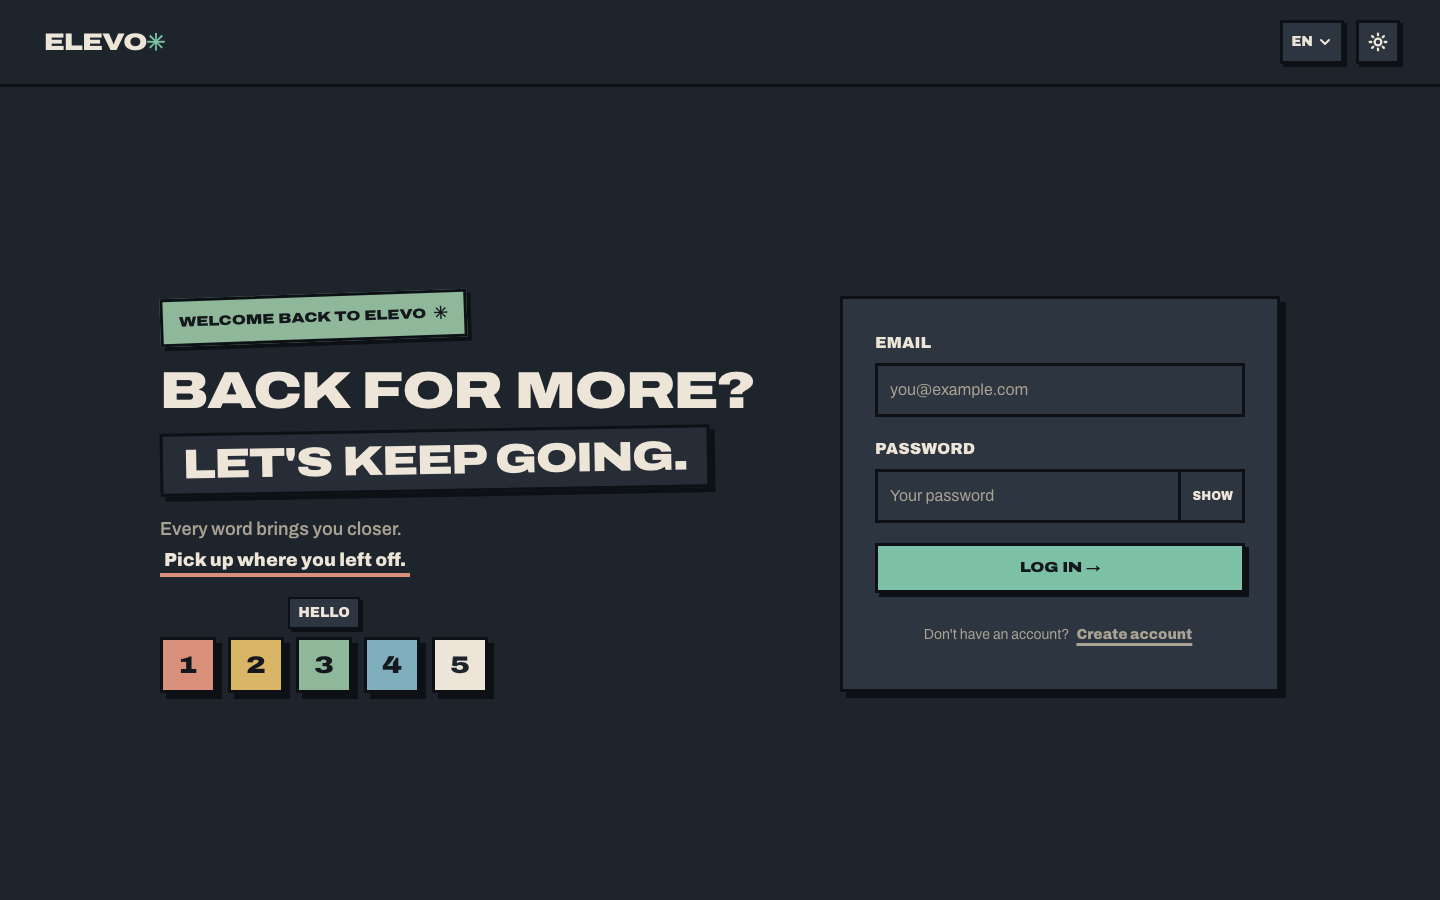 ELEVO✳
EN
WELCOME BACK TO ELEVO ✳
BACK FOR MORE?
LET'S KEEP GOING.
Every word brings you closer.
Pick up where you left off.
HELLO
1 2 3 4 5
EMAIL
you@example.com
PASSWORD
Your password SHOW
LOG IN →
Don't have an account? Create account